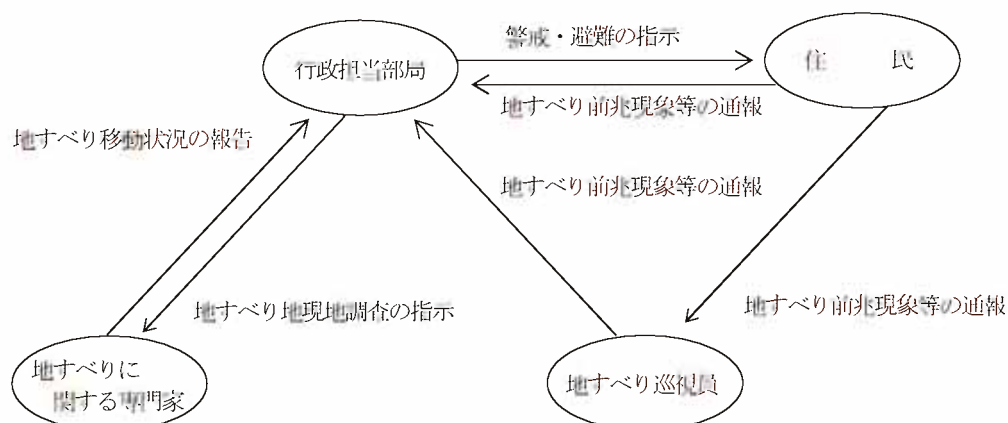 警戒・避難の指示
行政担当部局
住 民
地すべり前兆現象等の通報
地すべり移動状況の報告
地すべり前兆現象等の通報
地すべり地現地調査の指示
地すべり前兆現象等の通報
地すべりに
関する専門家
地すべり巡視員